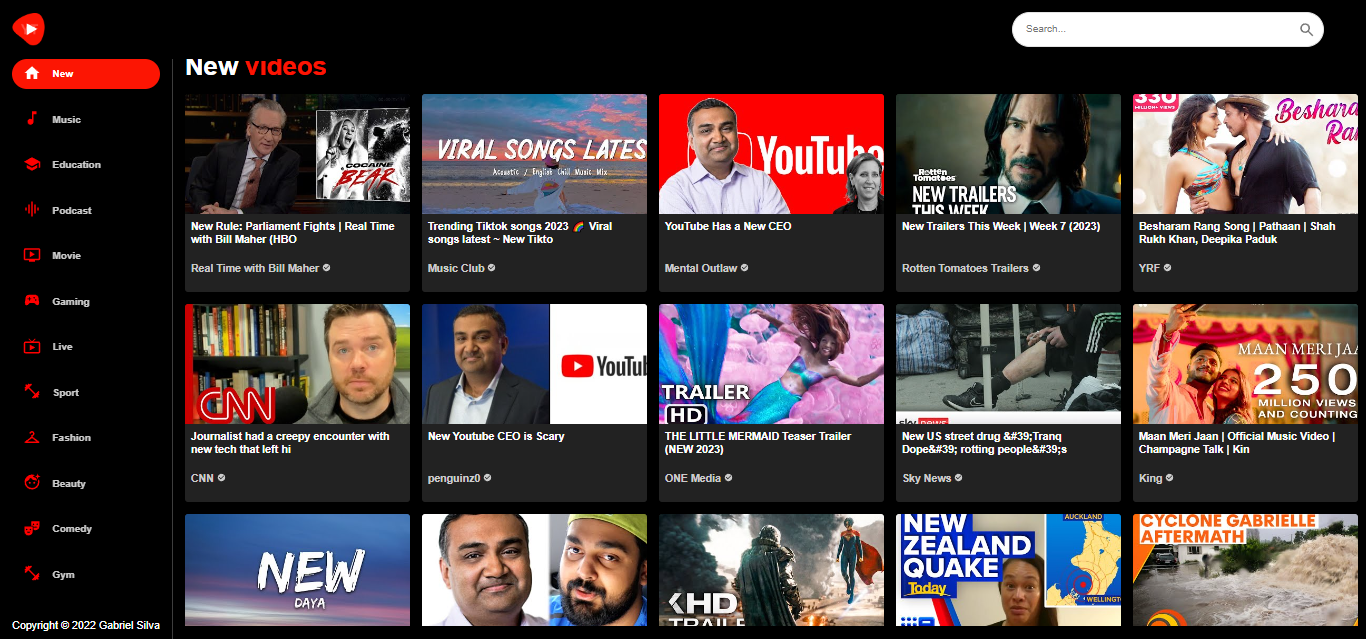 Search...
New
Music
Education
Podcast
Movie
Gaming
Live
Sport
Fashion
Beauty
Comedy
Gym
Copyright © 2022 Gabriel Silva
New videos
COCAINE
BEAR
New Rule: Parliament Fights | Real Time
with Bill Maher (HBO
Real Time with Bill Maher
VIRAL SONGS LATES
Acoustic / English Chill Music Mix
Trending Tiktok songs 2023 🌈 Viral
songs latest ~ New Tikto
Music Club
YouTube
YouTube Has a New CEO
Mental Outlaw
Rotten
Tomatoes
NEW TRAILERS
THIS WEEK
New Trailers This Week | Week 7 (2023)
Rotten Tomatoes Trailers
330
MILLION+ VIEWS
Beshara
Ra
Besharam Rang Song | Pathaan | Shah
Rukh Khan, Deepika Paduk
YRF
CNN
Journalist had a creepy encounter with
new tech that left hi
CNN
YouTub
New Youtube CEO is Scary
penguinz0
TRAILER
HD
THE LITTLE MERMAID Teaser Trailer
(NEW 2023)
ONE Media
sky news
New US street drug &#39;Tranq
Dope&#39; rotting people&#39;s
Sky News
MAAN MERI JAA
250
MILLION VIEWS
AND COUNTING
Maan Meri Jaan | Official Music Video |
Champagne Talk | Kin
King
NEW
DAYA
KHD
TRAILE
NEW
ZEALAND
QUAKE
Today
AUCKLAND
WELLINGT
CYCLONE GABRIELLE
AFTERMATH